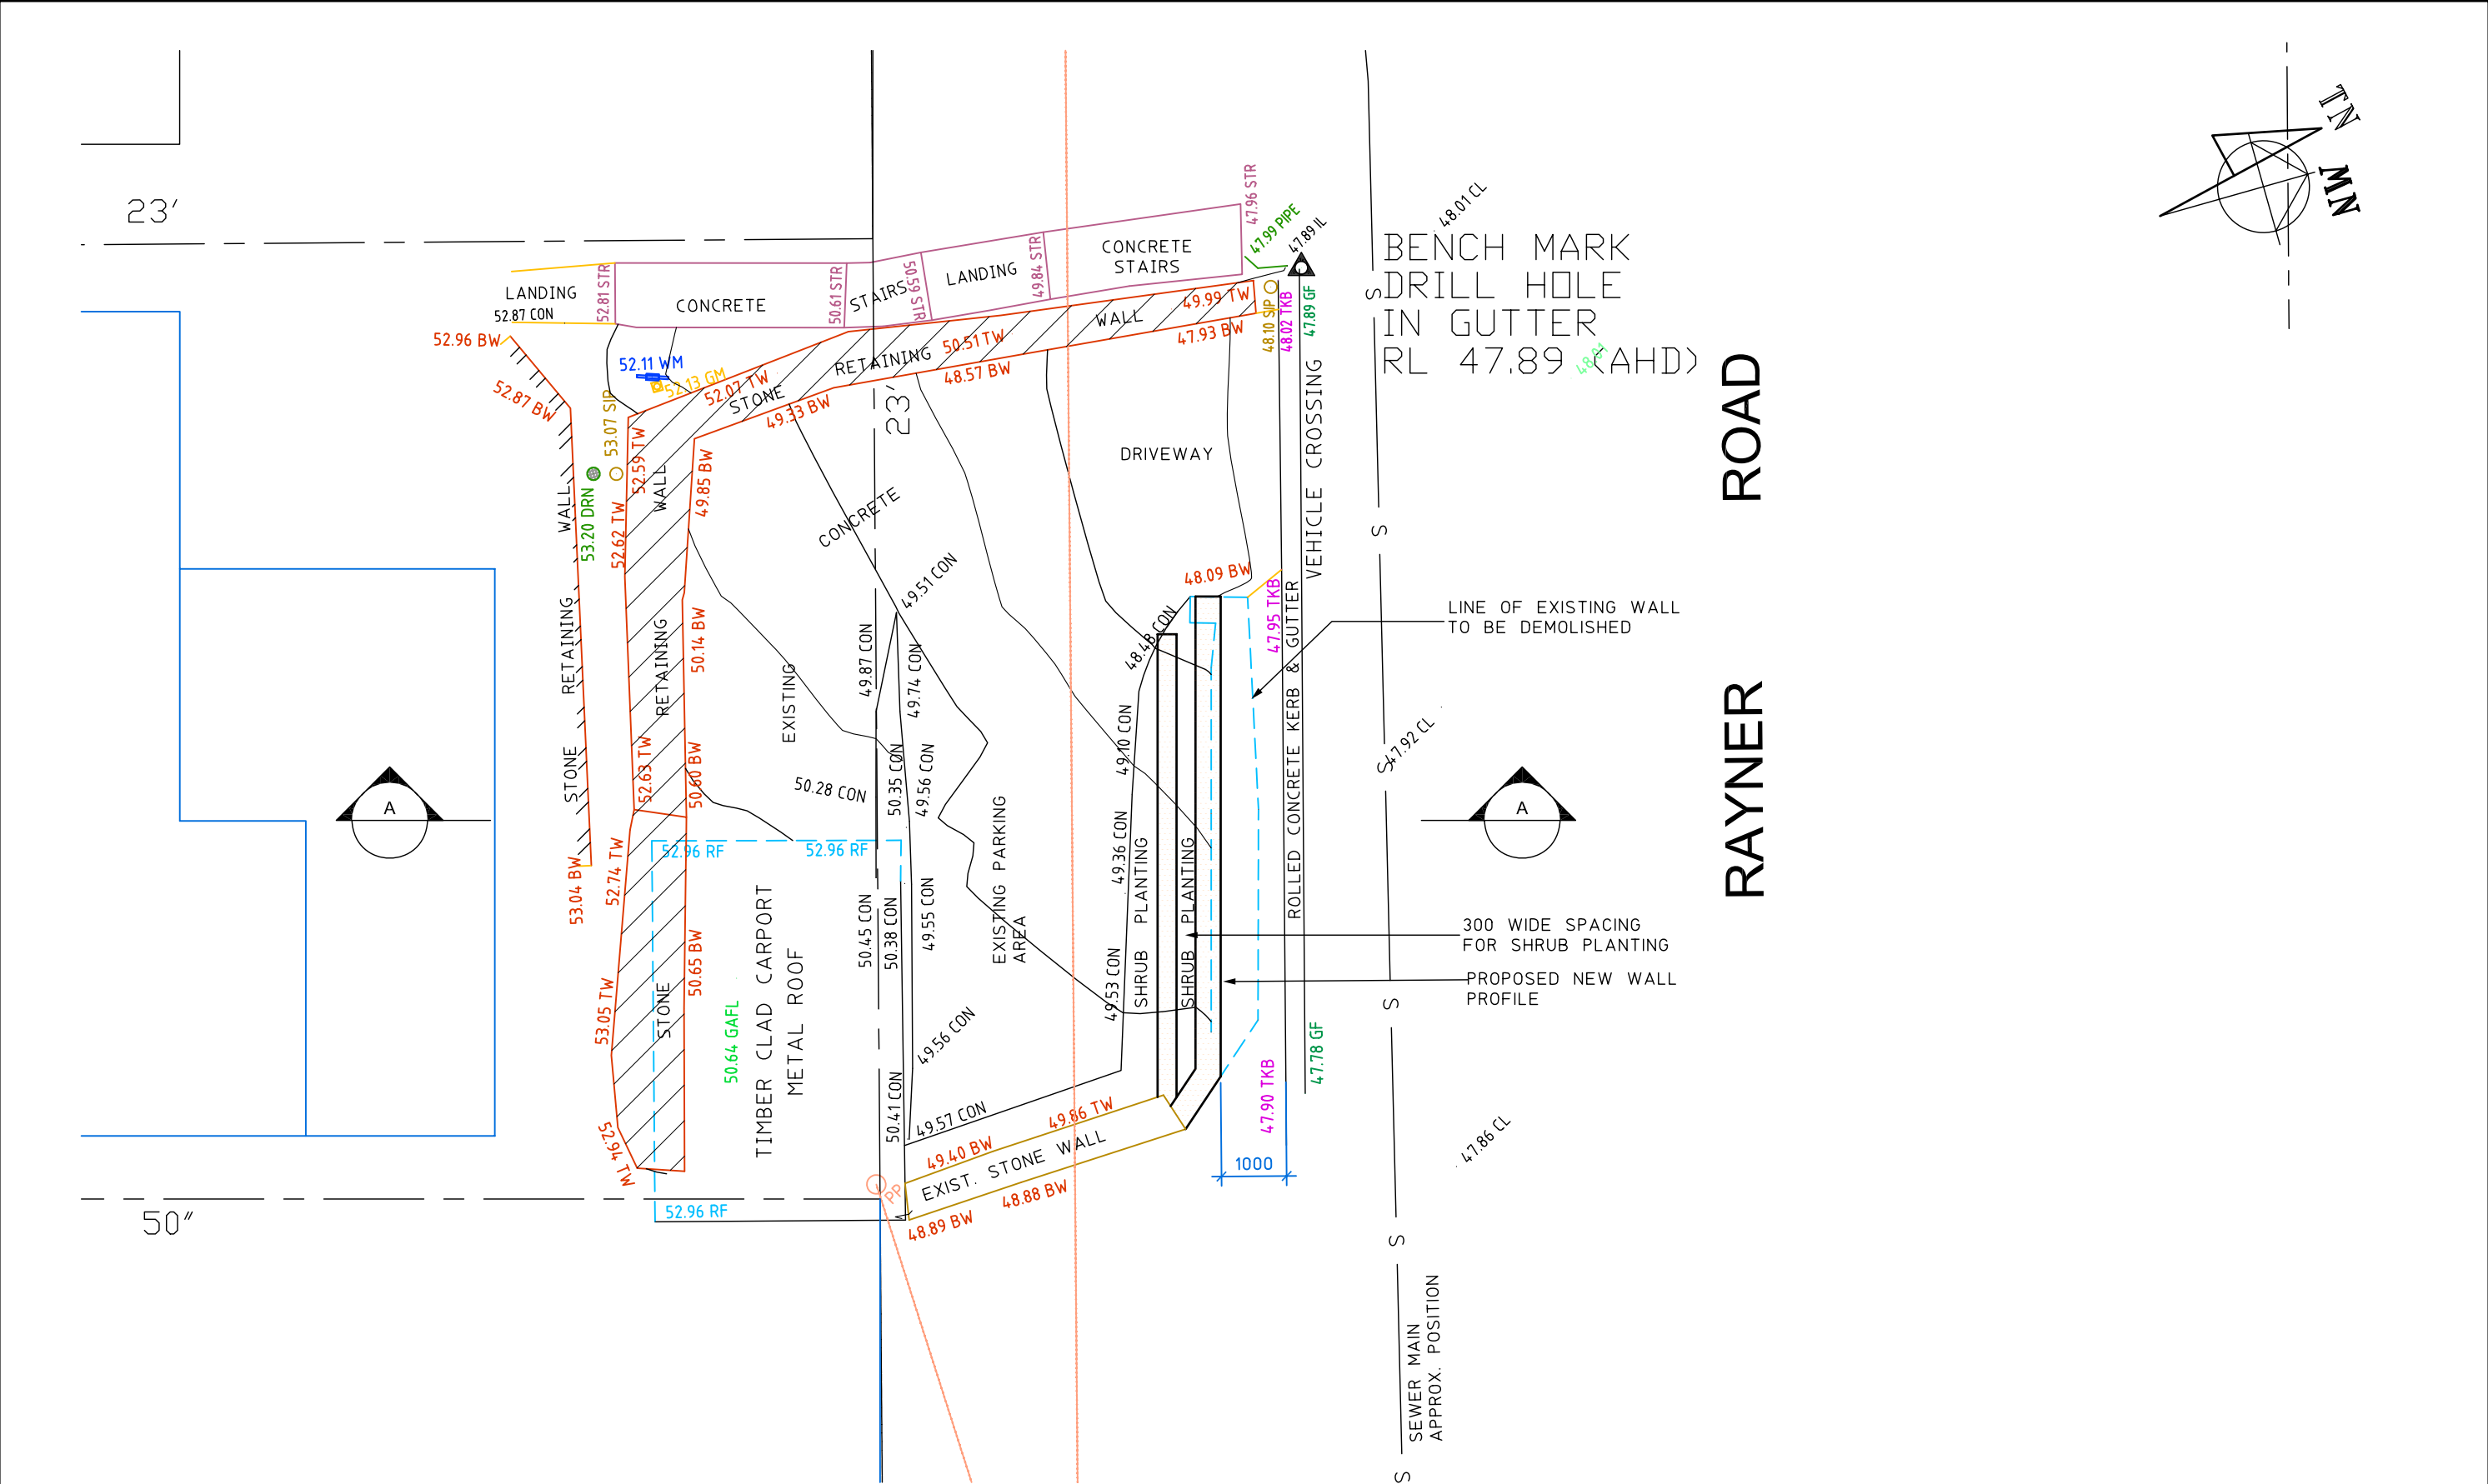 TN
MN
23'
47.96 STR
47.99 PIPE
47.89 IL
48.01 CL
BENCH MARK
DRILL HOLE
IN GUTTER
RL 47.89 (AHD)
48.01
CONCRETE
STAIRS
LANDING
49.84 STR
50.59 STR
STAIRS
50.61 STR
CONCRETE
52.81 STR
LANDING
52.87 CON
52.96 BW
52.87 BW
52.11 WM
52.13 GM
52.07 TW
STONE
RETAINING
50.51 TW
WALL
49.99 TW
47.93 BW
48.57 BW
49.33 BW
48.10 SIP
48.02 TKB
47.89 GF
23'
53.07 SIP
53.20 DRN
52.59 TW
52.62 TW
WALL
49.85 BW
WALL
RETAINING
STONE
53.04 BW
RETAINING
50.14 BW
52.63 TW
50.60 BW
52.74 TW
53.05 TW
STONE
50.65 BW
52.94 TW
CONCRETE
DRIVEWAY
EXISTING
VEHICLE CROSSING
ROAD
RAYNER
49.51 CON
49.87 CON
49.74 CON
48.48 CON
48.09 BW
47.95 TKB
LINE OF EXISTING WALL
TO BE DEMOLISHED
50.28 CON
50.35 CON
49.56 CON
49.10 CON
49.36 CON
49.53 CON
47.92 CL
A
A
52.96 RF
52.96 RF
TIMBER CLAD CARPORT
METAL ROOF
50.64 GAFL
50.45 CON
50.38 CON
49.55 CON
EXISTING PARKING
AREA
SHRUB PLANTING
SHRUB PLANTING
ROLLED CONCRETE KERB & GUTTER
300 WIDE SPACING
FOR SHRUB PLANTING
PROPOSED NEW WALL
PROFILE
49.56 CON
50.41 CON
49.57 CON
49.86 TW
49.40 BW
EXIST. STONE WALL
48.88 BW
48.89 BW
PP
52.96 RF
50"
47.90 TKB
47.78 GF
1000
47.86 CL
S
S
S
S
S
S
SEWER MAIN
APPROX. POSITION